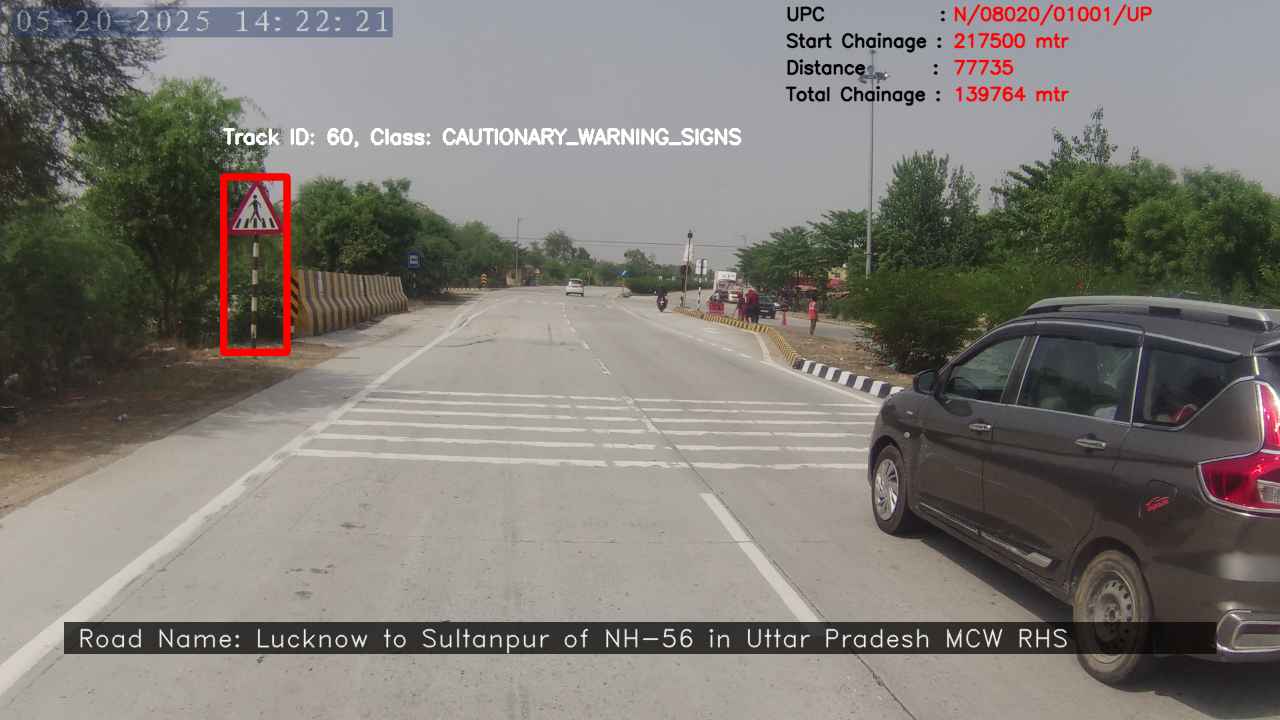 05-20-2025 14:22:21
UPC : N/08020/01001/UP
Start Chainage : 217500 mtr
Distance : 77735
Total Chainage : 139764 mtr
Track ID: 60, Class: CAUTIONARY_WARNING_SIGNS
Road Name: Lucknow to Sultanpur of NH-56 in Uttar Pradesh MCW RHS